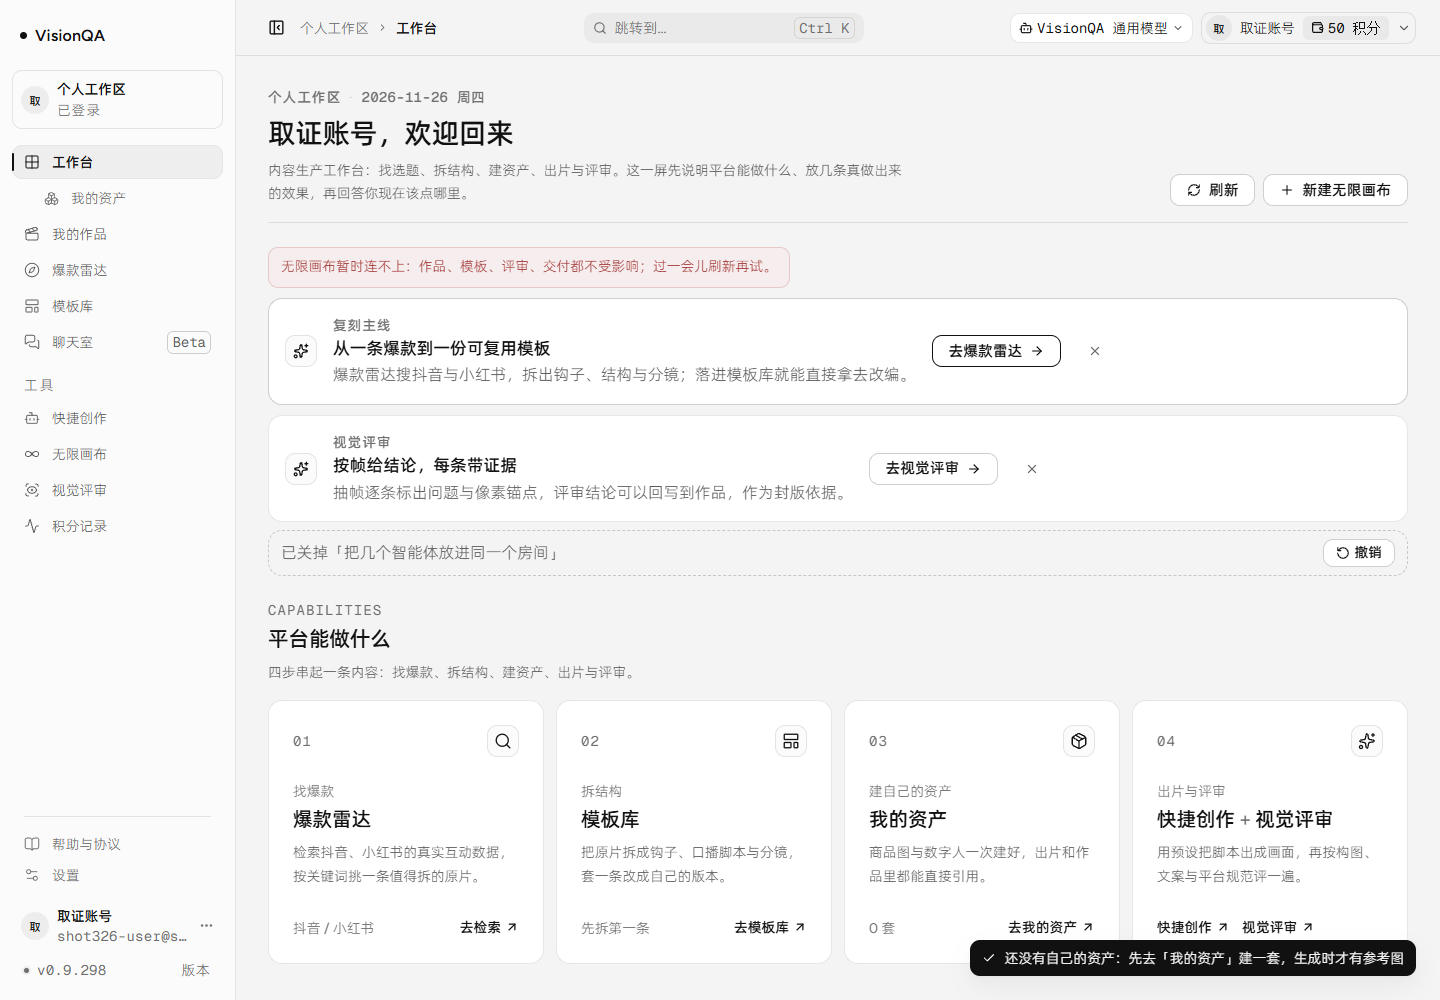 VisionQA
取 个人工作区
已登录
工作台
我的资产
我的作品
爆款雷达
模板库
聊天室 Beta
工具
快捷创作
无限画布
视觉评审
积分记录
帮助与协议
设置
取 取证账号
shot326-user@s…
v0.9.298 版本
个人工作区 › 工作台
跳转到… Ctrl K
VisionQA 通用模型
取 取证账号 50 积分
个人工作区 · 2026-11-26 周四
取证账号，欢迎回来
内容生产工作台：找选题、拆结构、建资产、出片与评审。这一屏先说明平台能做什么、放几条真做出来
的效果，再回答你现在该点哪里。
刷新
新建无限画布
无限画布暂时连不上：作品、模板、评审、交付都不受影响；过一会儿刷新再试。
复刻主线
从一条爆款到一份可复用模板
爆款雷达搜抖音与小红书，拆出钩子、结构与分镜；落进模板库就能直接拿去改编。
去爆款雷达
视觉评审
按帧给结论，每条带证据
抽帧逐条标出问题与像素锚点，评审结论可以回写到作品，作为封版依据。
去视觉评审
已关掉「把几个智能体放进同一个房间」
撤销
CAPABILITIES
平台能做什么
四步串起一条内容：找爆款、拆结构、建资产、出片与评审。
01
找爆款
爆款雷达
检索抖音、小红书的真实互动数据，
按关键词挑一条值得拆的原片。
抖音 / 小红书 去检索
02
拆结构
模板库
把原片拆成钩子、口播脚本与分镜，
套一条改成自己的版本。
先拆第一条 去模板库
03
建自己的资产
我的资产
商品图与数字人一次建好，出片和作
品里都能直接引用。
0 套 去我的资产
04
出片与评审
快捷创作 + 视觉评审
用预设把脚本出成画面，再按构图、
文案与平台规范评一遍。
快捷创作 视觉评审
还没有自己的资产：先去「我的资产」建一套，生成时才有参考图